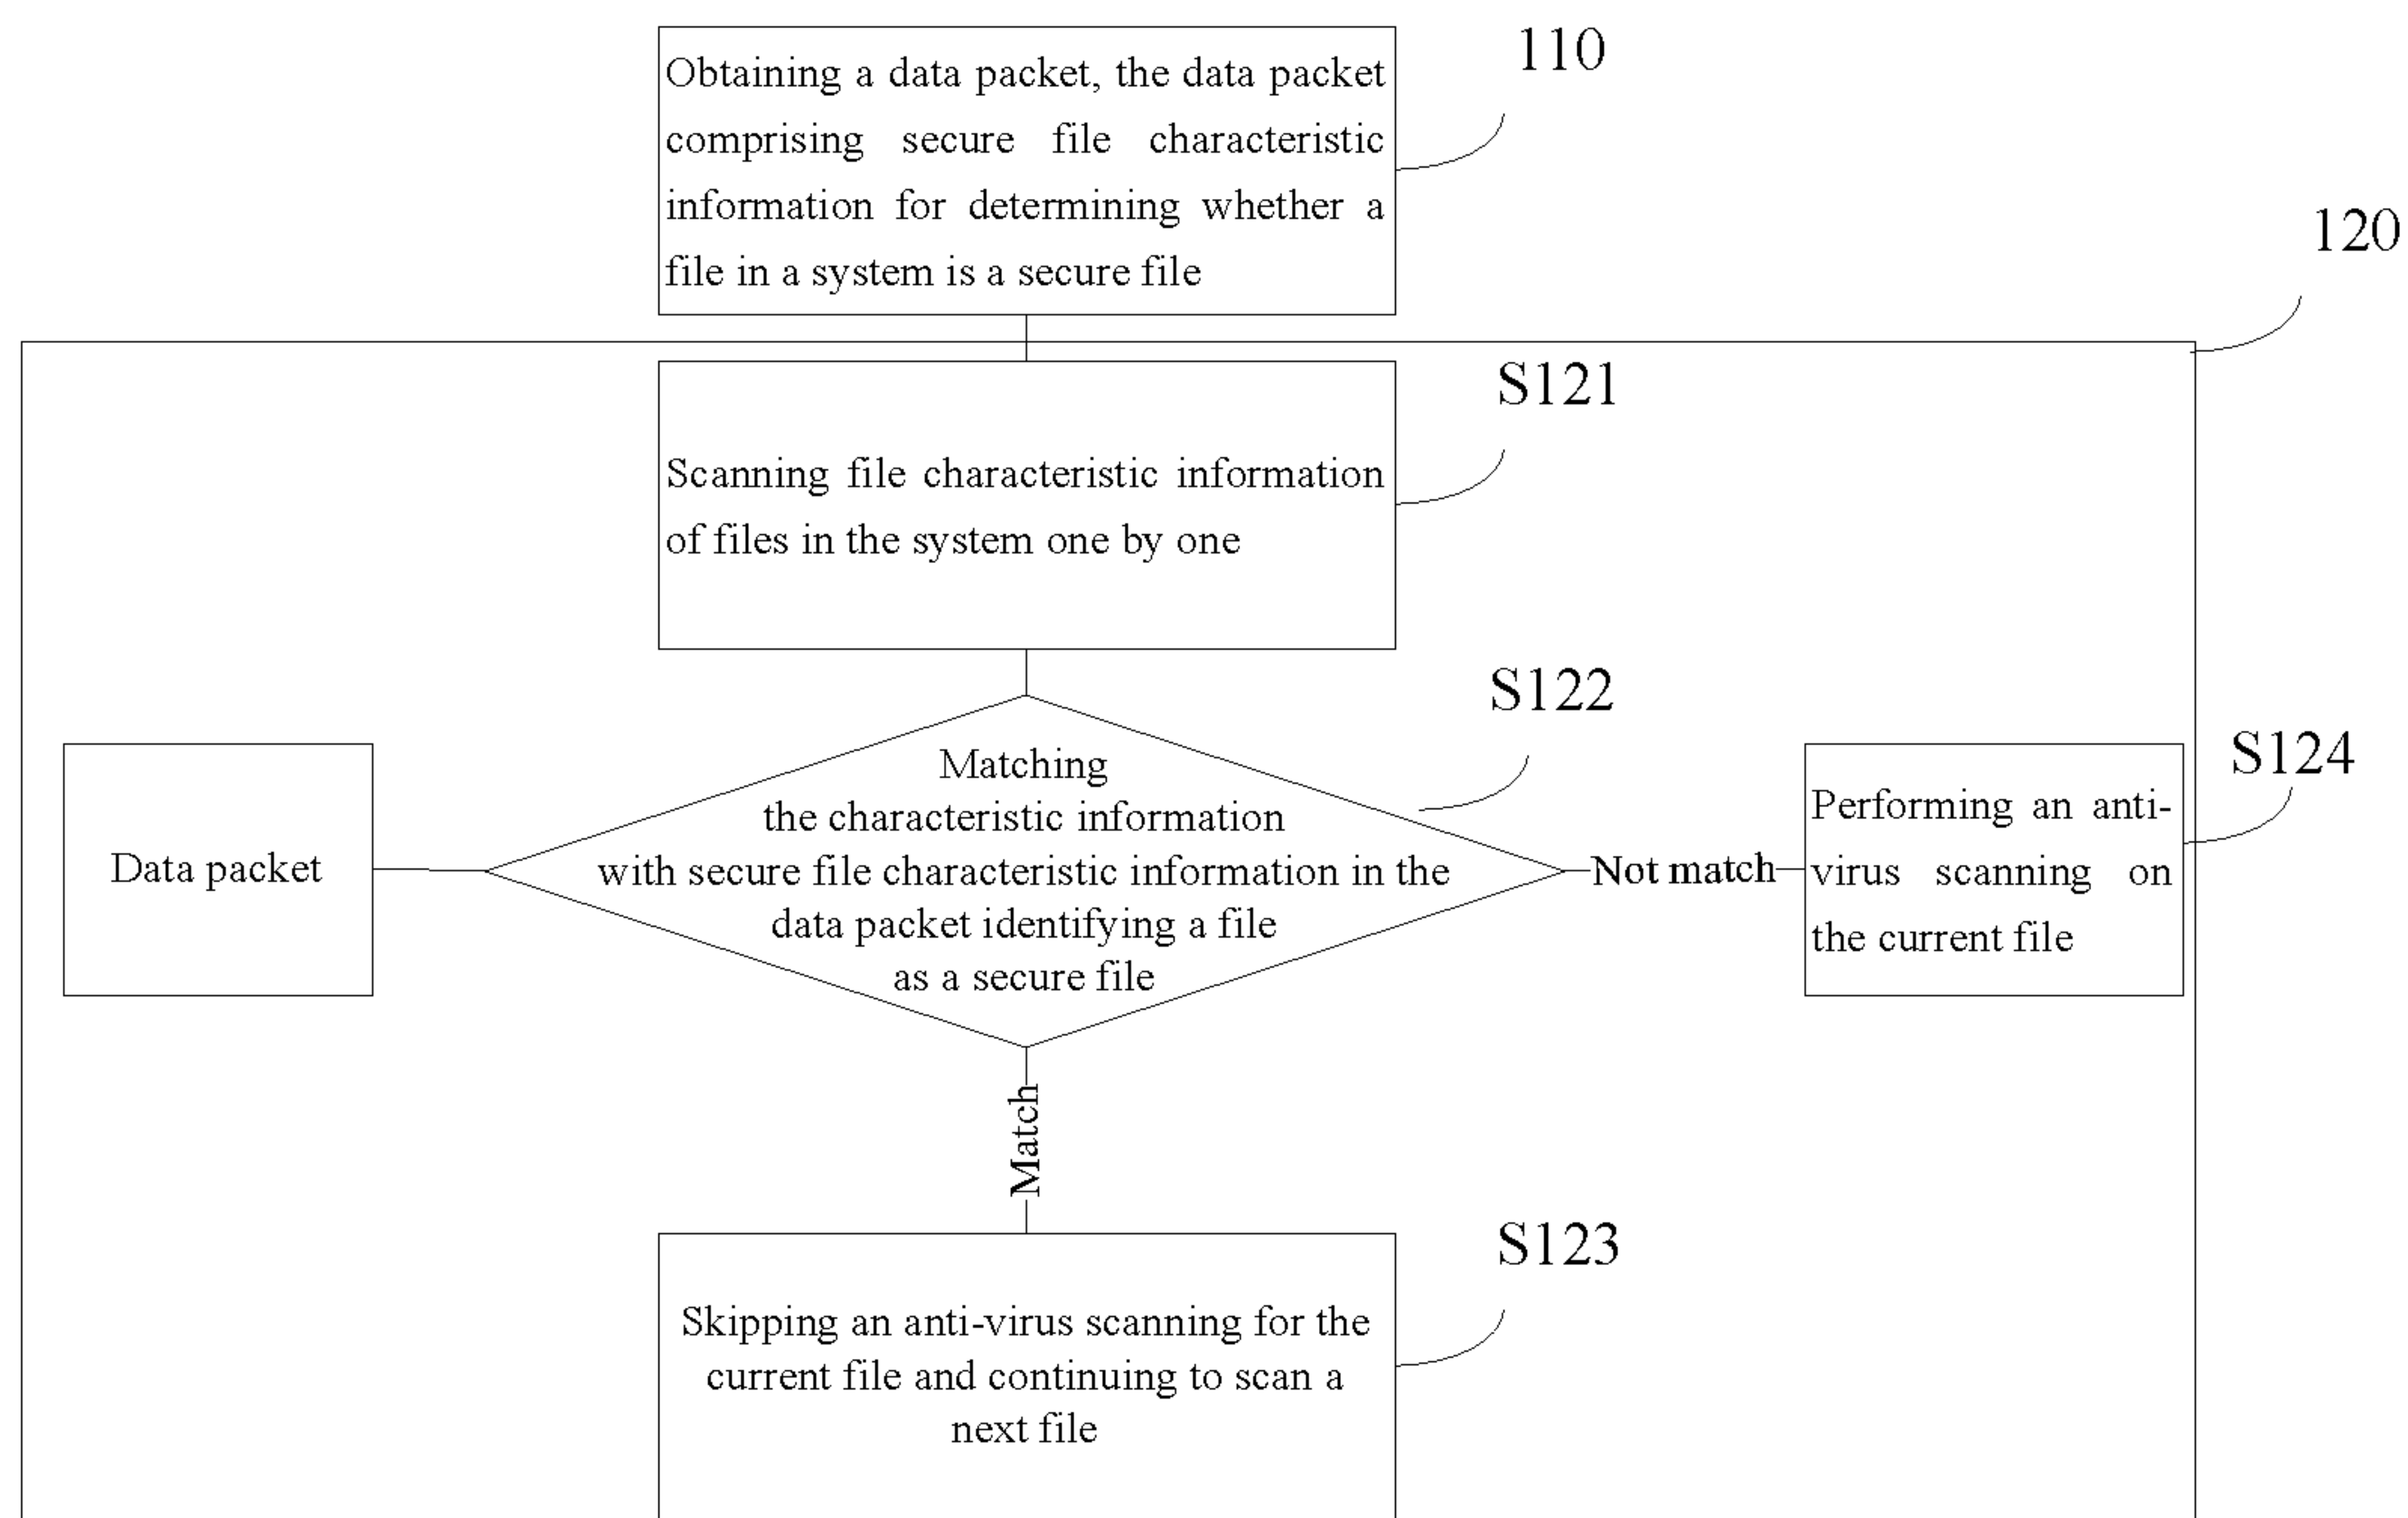 110
Obtaining a data packet, the data packet
comprising secure file characteristic
information for determining whether a
file in a system is a secure file
120
S121
Scanning file characteristic information
of files in the system one by one
S122
Matching
the characteristic information
with secure file characteristic information in the
data packet identifying a file
as a secure file
Data packet
Not match
S124
Performing an anti-
virus scanning on
the current file
Match
S123
Skipping an anti-virus scanning for the
current file and continuing to scan a
next file